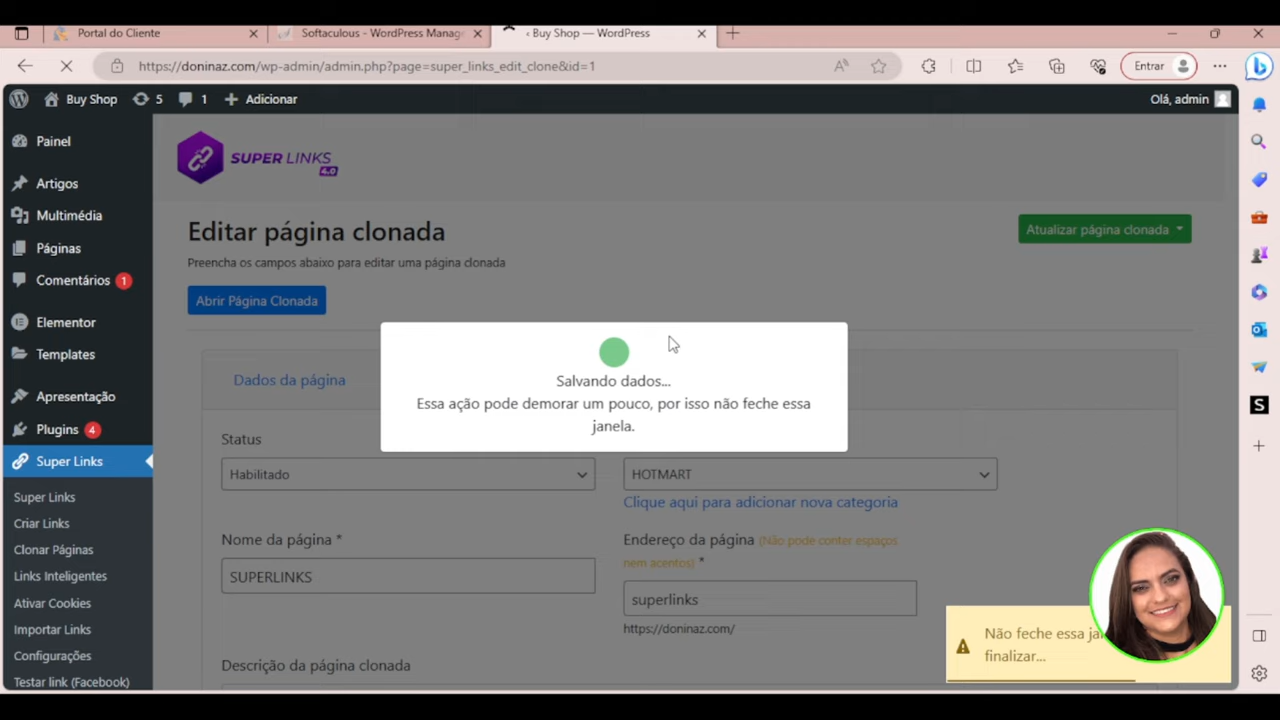 Portal do Cliente
Softaculous - WordPress Manage
‹ Buy Shop — WordPress
https://doninaz.com/wp-admin/admin.php?page=super_links_edit_clone&id=1
Entrar
Buy Shop 5 1 Adicionar
Olá, admin
Painel
Artigos
Multimédia
Páginas
Comentários 1
Elementor
Templates
Apresentação
Plugins 4
Super Links
Super Links
Criar Links
Clonar Páginas
Links Inteligentes
Ativar Cookies
Importar Links
Configurações
Testar link (Facebook)
SUPER LINKS
4.0
Editar página clonada
Atualizar página clonada
Preencha os campos abaixo para editar uma página clonada
Abrir Página Clonada
Dados da página
Salvando dados...
Essa ação pode demorar um pouco, por isso não feche essa
janela.
Status
Habilitado
HOTMART
Clique aqui para adicionar nova categoria
Nome da página *
SUPERLINKS
Endereço da página (Não pode conter espaços
nem acentos) *
superlinks
https://doninaz.com/
Descrição da página clonada
Não feche essa
finalizar...
S